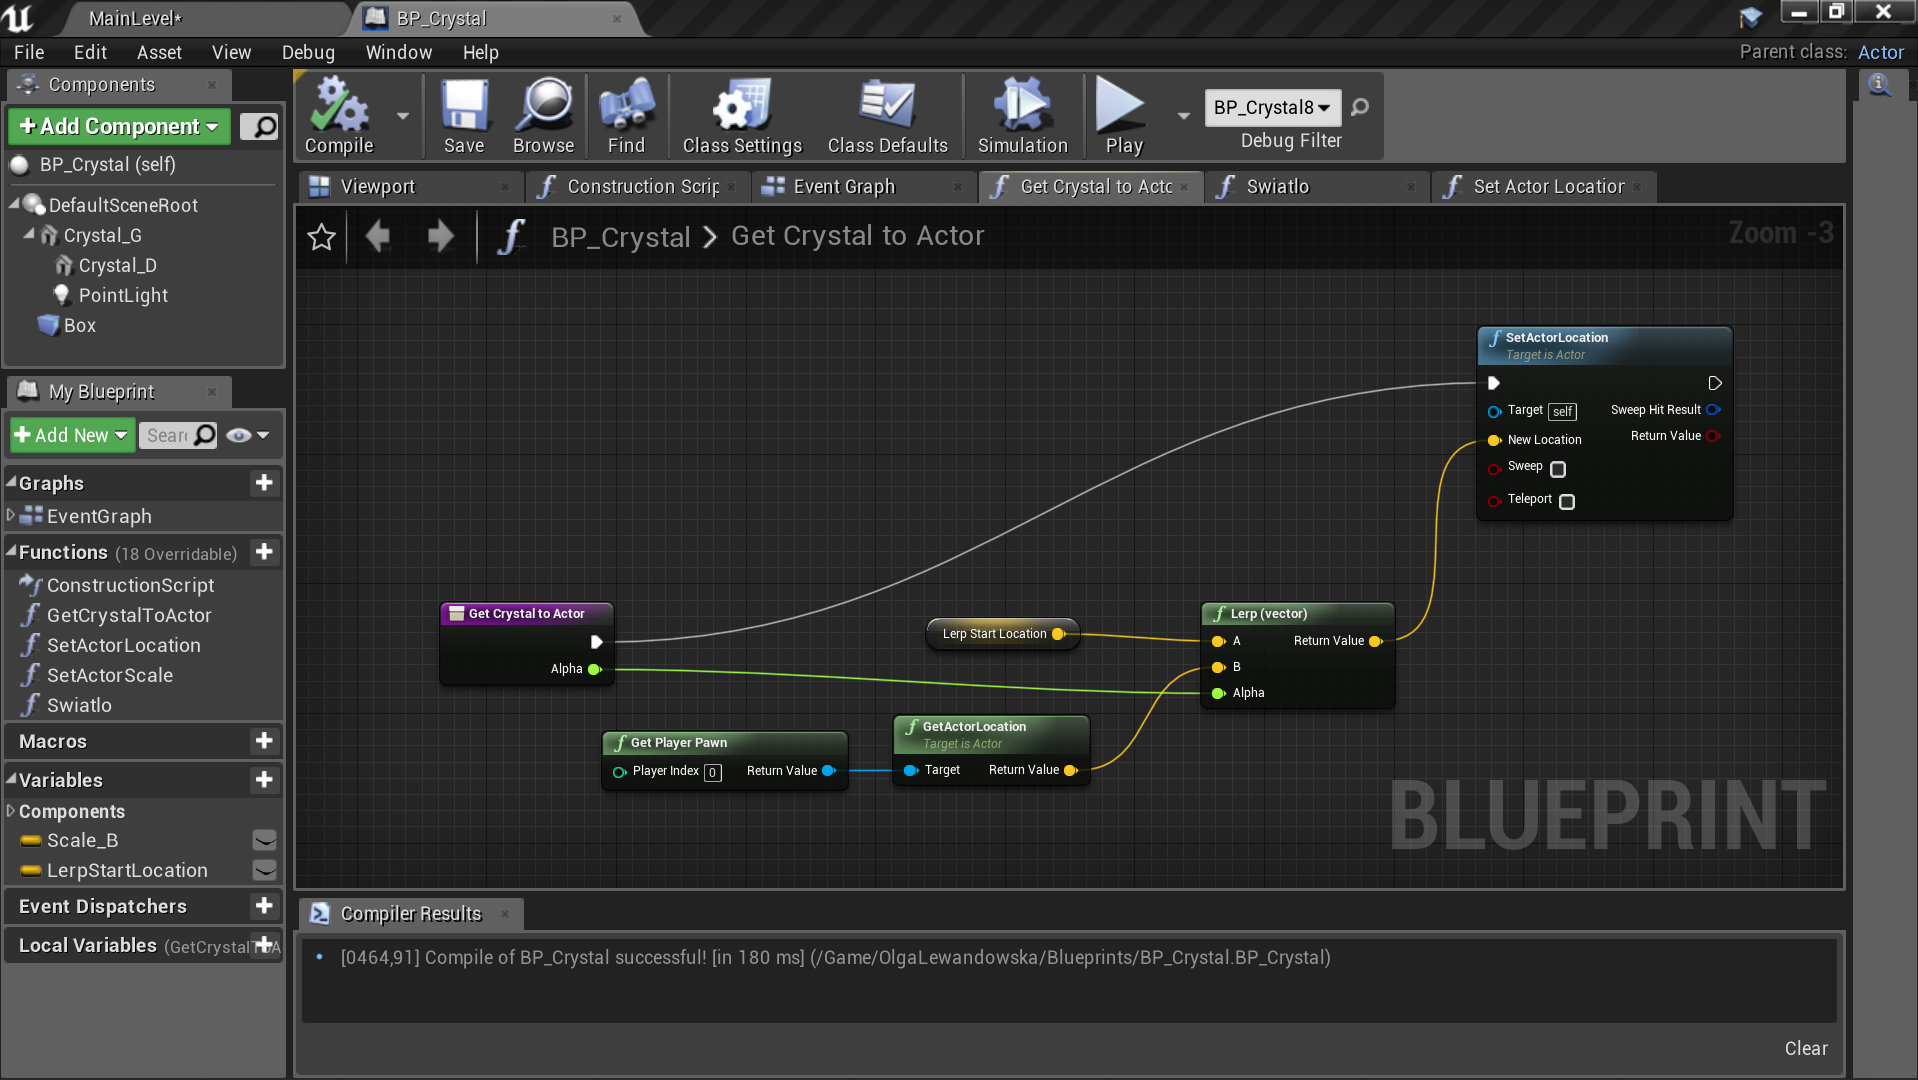 MainLevel*
BP_Crystal
File Edit Asset View Debug Window Help
Parent class: Actor
Components
Add Component
BP_Crystal (self)
DefaultSceneRoot
Crystal_G
Crystal_D
PointLight
Box
My Blueprint
Add New
Sear
Graphs
EventGraph
Functions (18 Overridable)
ConstructionScript
GetCrystalToActor
SetActorLocation
SetActorScale
Swiatlo
Macros
Variables
Components
Scale_B
LerpStartLocation
Event Dispatchers
Local Variables (GetCrystalToA
Compile
Save
Browse
Find
Class Settings
Class Defaults
Simulation
Play
BP_Crystal8
Debug Filter
Viewport
Construction Scrip
Event Graph
Get Crystal to Actc
Swiatlo
Set Actor Location
BP_Crystal > Get Crystal to Actor
Zoom -3
SetActorLocation
Target is Actor
Target self
Sweep Hit Result
New Location
Return Value
Sweep
Teleport
Get Crystal to Actor
Alpha
Lerp Start Location
Lerp (vector)
A
Return Value
B
Alpha
Get Player Pawn
Player Index 0
Return Value
GetActorLocation
Target is Actor
Target
Return Value
BLUEPRINT
Compiler Results
[0464,91] Compile of BP_Crystal successful! [in 180 ms] (/Game/OlgaLewandowska/Blueprints/BP_Crystal.BP_Crystal)
Clear